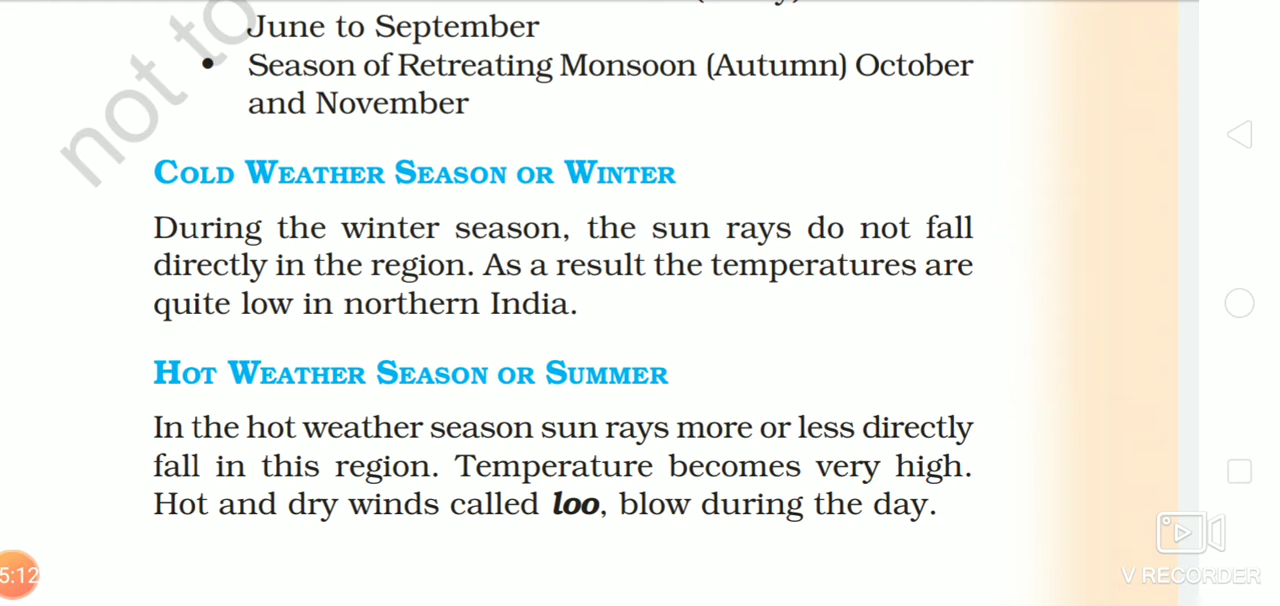 June to September
• Season of Retreating Monsoon (Autumn) October
and November
not to
COLD WEATHER SEASON OR WINTER
During the winter season, the sun rays do not fall
directly in the region. As a result the temperatures are
quite low in northern India.
HOT WEATHER SEASON OR SUMMER
In the hot weather season sun rays more or less directly
fall in this region. Temperature becomes very high.
Hot and dry winds called loo, blow during the day.
5:12
V RECORDER